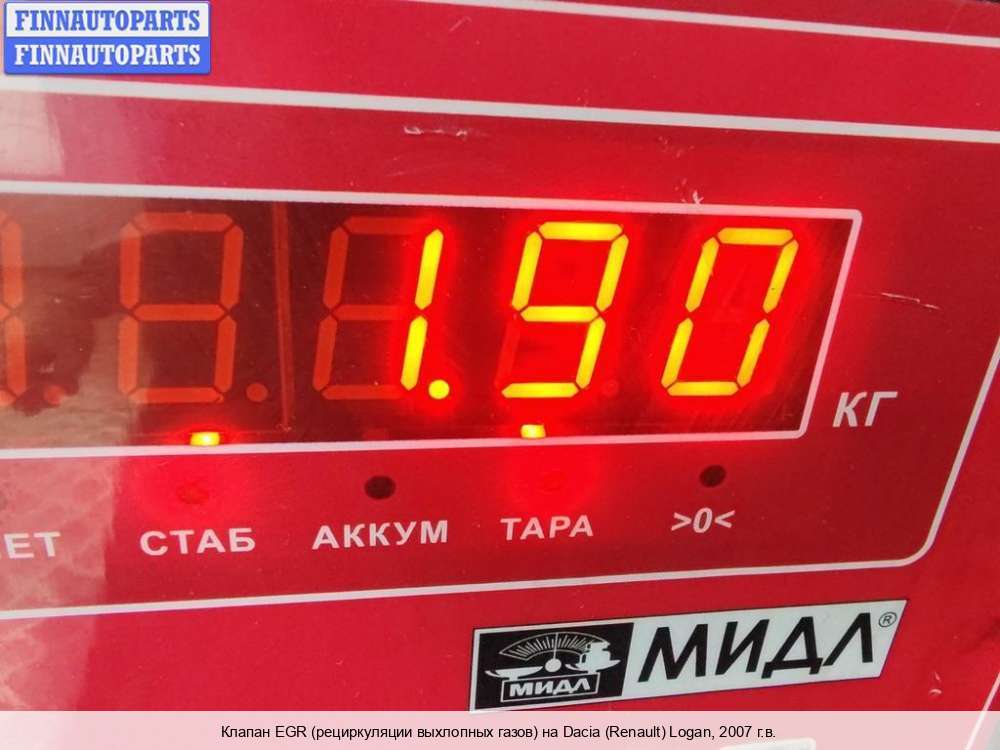 FINNAUTOPARTS
FINNAUTOPARTS
1.90
КГ
ЕТ СТАБ АККУМ ТАРА >0<
МИДЛ МИДЛ®
Клапан EGR (рециркуляции выхлопных газов) на Dacia (Renault) Logan, 2007 г.в.